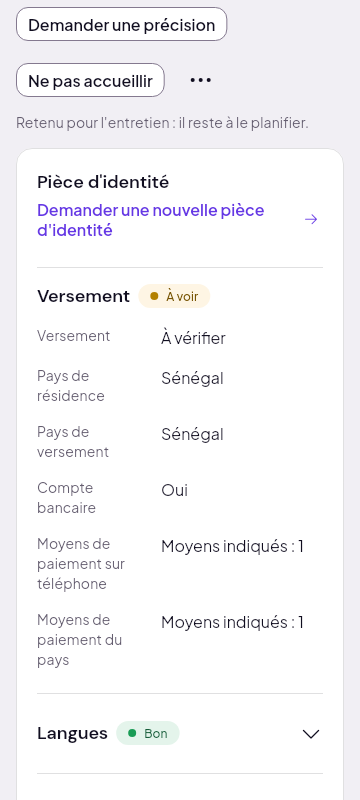 Demander une précision
Ne pas accueillir
Retenu pour l'entretien : il reste à le planifier.
Pièce d'identité
Demander une nouvelle pièce
d'identité
Versement À voir
Versement À vérifier
Pays de
résidence
Sénégal
Pays de
versement
Sénégal
Compte
bancaire
Oui
Moyens de
paiement sur
téléphone
Moyens indiqués : 1
Moyens de
paiement du
pays
Moyens indiqués : 1
Langues Bon